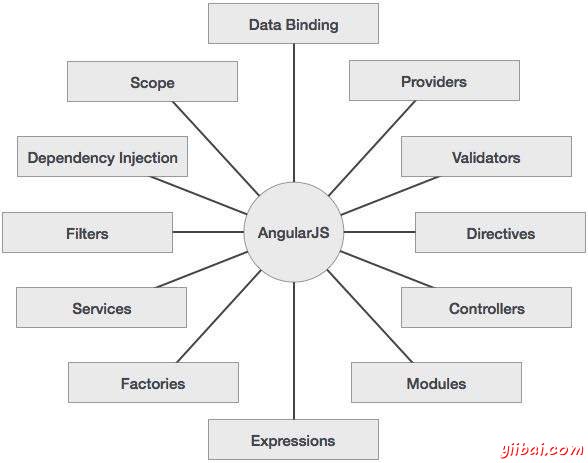 Data Binding
Scope
Providers
Dependency Injection
Validators
Filters
AngularJS
Directives
Services
Controllers
Factories
Modules
Expressions
yiibai.com